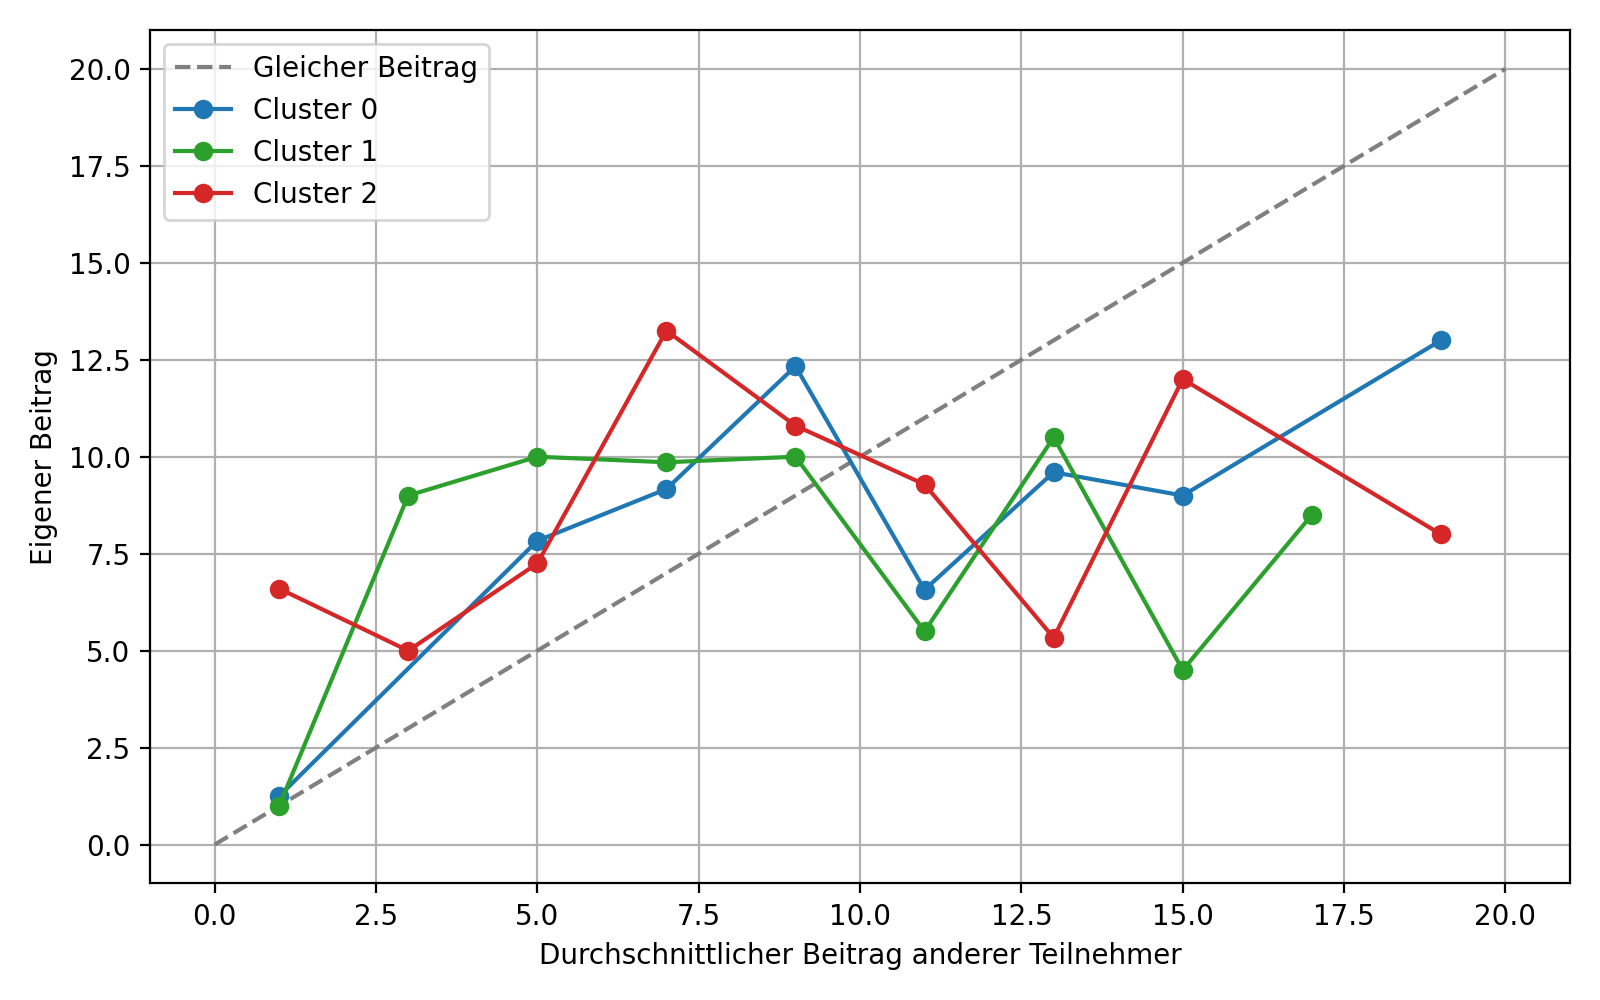 Gleicher Beitrag
Cluster 0
Cluster 1
Cluster 2
20.0
17.5
15.0
12.5
10.0
7.5
5.0
2.5
0.0
Eigener Beitrag
0.0 2.5 5.0 7.5 10.0 12.5 15.0 17.5 20.0
Durchschnittlicher Beitrag anderer Teilnehmer